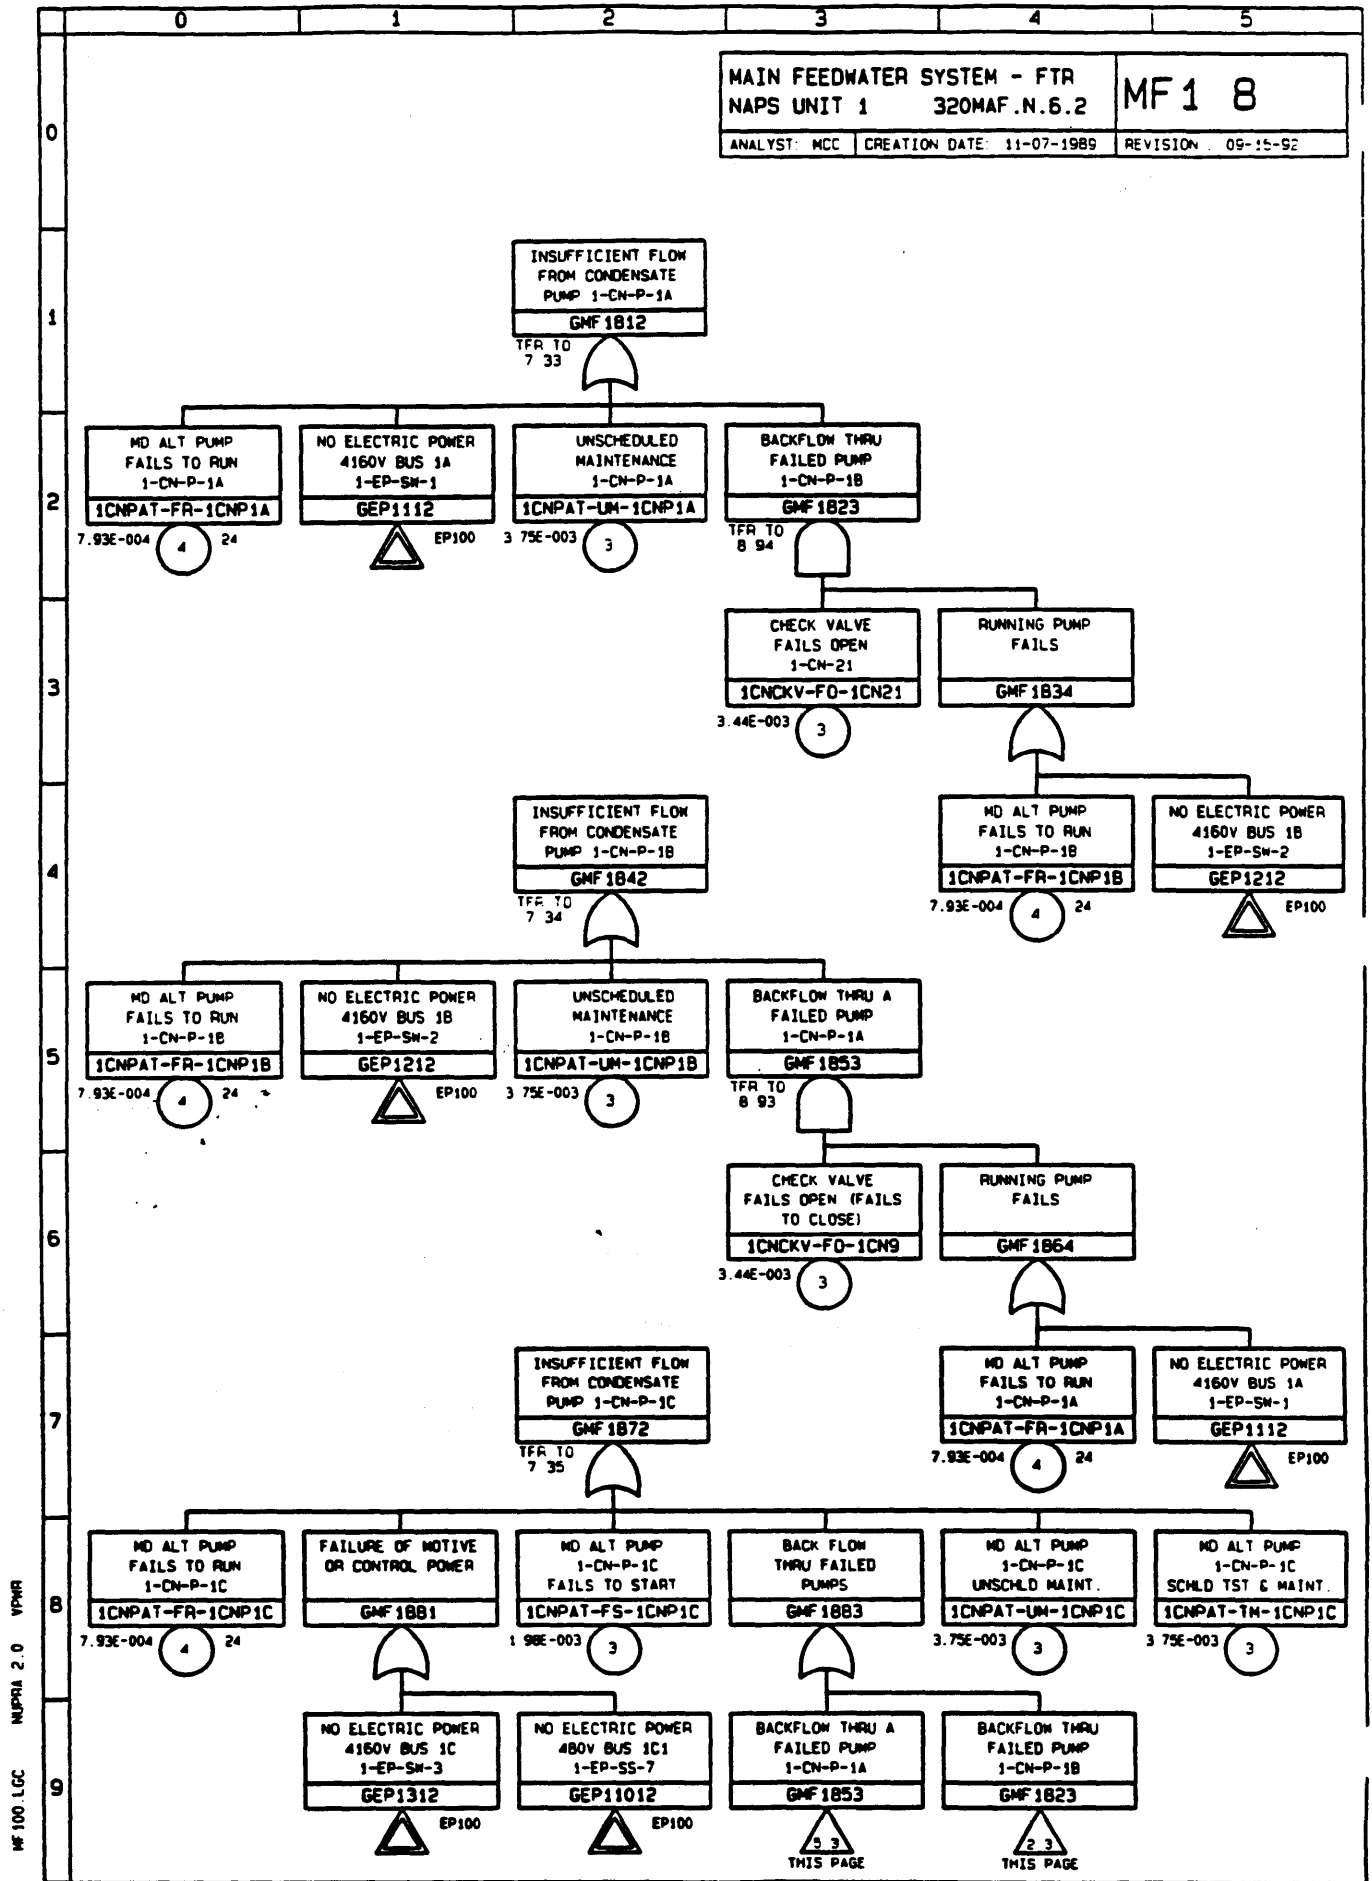 0 1 2 3 4 5
MAIN FEEDWATER SYSTEM - FTR
NAPS UNIT 1 320MAF.N.6.2
MF1 8
ANALYST: MCC CREATION DATE: 11-07-1989 REVISION : 09-15-92
0
1
INSUFFICIENT FLOW
FROM CONDENSATE
PUMP 1-CN-P-1A
GMF1812
TFR TO
7 33
2
MD ALT PUMP
FAILS TO RUN
1-CN-P-1A
1CNPAT-FR-1CNP1A
7.93E-004 4 24
NO ELECTRIC POWER
4160V BUS 1A
1-EP-SW-1
GEP1112
EP100
UNSCHEDULED
MAINTENANCE
1-CN-P-1A
1CNPAT-UM-1CNP1A
3 75E-003 3
BACKFLOW THRU
FAILED PUMP
1-CN-P-1B
GMF1823
TFR TO
8 94
3
CHECK VALVE
FAILS OPEN
1-CN-21
1CNCKV-FO-1CN21
3.44E-003 3
RUNNING PUMP
FAILS
GMF1834
4
INSUFFICIENT FLOW
FROM CONDENSATE
PUMP 1-CN-P-1B
GMF1842
TFR TO
7 34
MD ALT PUMP
FAILS TO RUN
1-CN-P-1B
1CNPAT-FR-1CNP1B
7.93E-004 4 24
NO ELECTRIC POWER
4160V BUS 1B
1-EP-SW-2
GEP1212
EP100
5
MD ALT PUMP
FAILS TO RUN
1-CN-P-1B
1CNPAT-FR-1CNP1B
7.93E-004 4 24
NO ELECTRIC POWER
4160V BUS 1B
1-EP-SW-2
GEP1212
EP100
UNSCHEDULED
MAINTENANCE
1-CN-P-1B
1CNPAT-UM-1CNP1B
3 75E-003 3
BACKFLOW THRU A
FAILED PUMP
1-CN-P-1A
GMF1853
TFR TO
8 93
6
CHECK VALVE
FAILS OPEN (FAILS
TO CLOSE)
1CNCKV-FO-1CN9
3.44E-003 3
RUNNING PUMP
FAILS
GMF1864
7
INSUFFICIENT FLOW
FROM CONDENSATE
PUMP 1-CN-P-1C
GMF1872
TFR TO
7 35
MD ALT PUMP
FAILS TO RUN
1-CN-P-1A
1CNPAT-FR-1CNP1A
7.93E-004 4 24
NO ELECTRIC POWER
4160V BUS 1A
1-EP-SW-1
GEP1112
EP100
8
MD ALT PUMP
FAILS TO RUN
1-CN-P-1C
1CNPAT-FR-1CNP1C
7.93E-004 4 24
FAILURE OF MOTIVE
OR CONTROL POWER
GMF1881
MD ALT PUMP
1-CN-P-1C
FAILS TO START
1CNPAT-FS-1CNP1C
1 98E-003 3
BACK FLOW
THRU FAILED
PUMPS
GMF1883
MD ALT PUMP
1-CN-P-1C
UNSCHLD MAINT.
1CNPAT-UM-1CNP1C
3.75E-003 3
MD ALT PUMP
1-CN-P-1C
SCHLD TST & MAINT.
1CNPAT-TM-1CNP1C
3 75E-003 3
9
NO ELECTRIC POWER
4160V BUS 1C
1-EP-SW-3
GEP1312
EP100
NO ELECTRIC POWER
480V BUS 1C1
1-EP-SS-7
GEP11012
EP100
BACKFLOW THRU A
FAILED PUMP
1-CN-P-1A
GMF1853
5 3
THIS PAGE
BACKFLOW THRU
FAILED PUMP
1-CN-P-1B
GMF1823
2 3
THIS PAGE
MF100.LGC NUPRA 2.0 VPWR